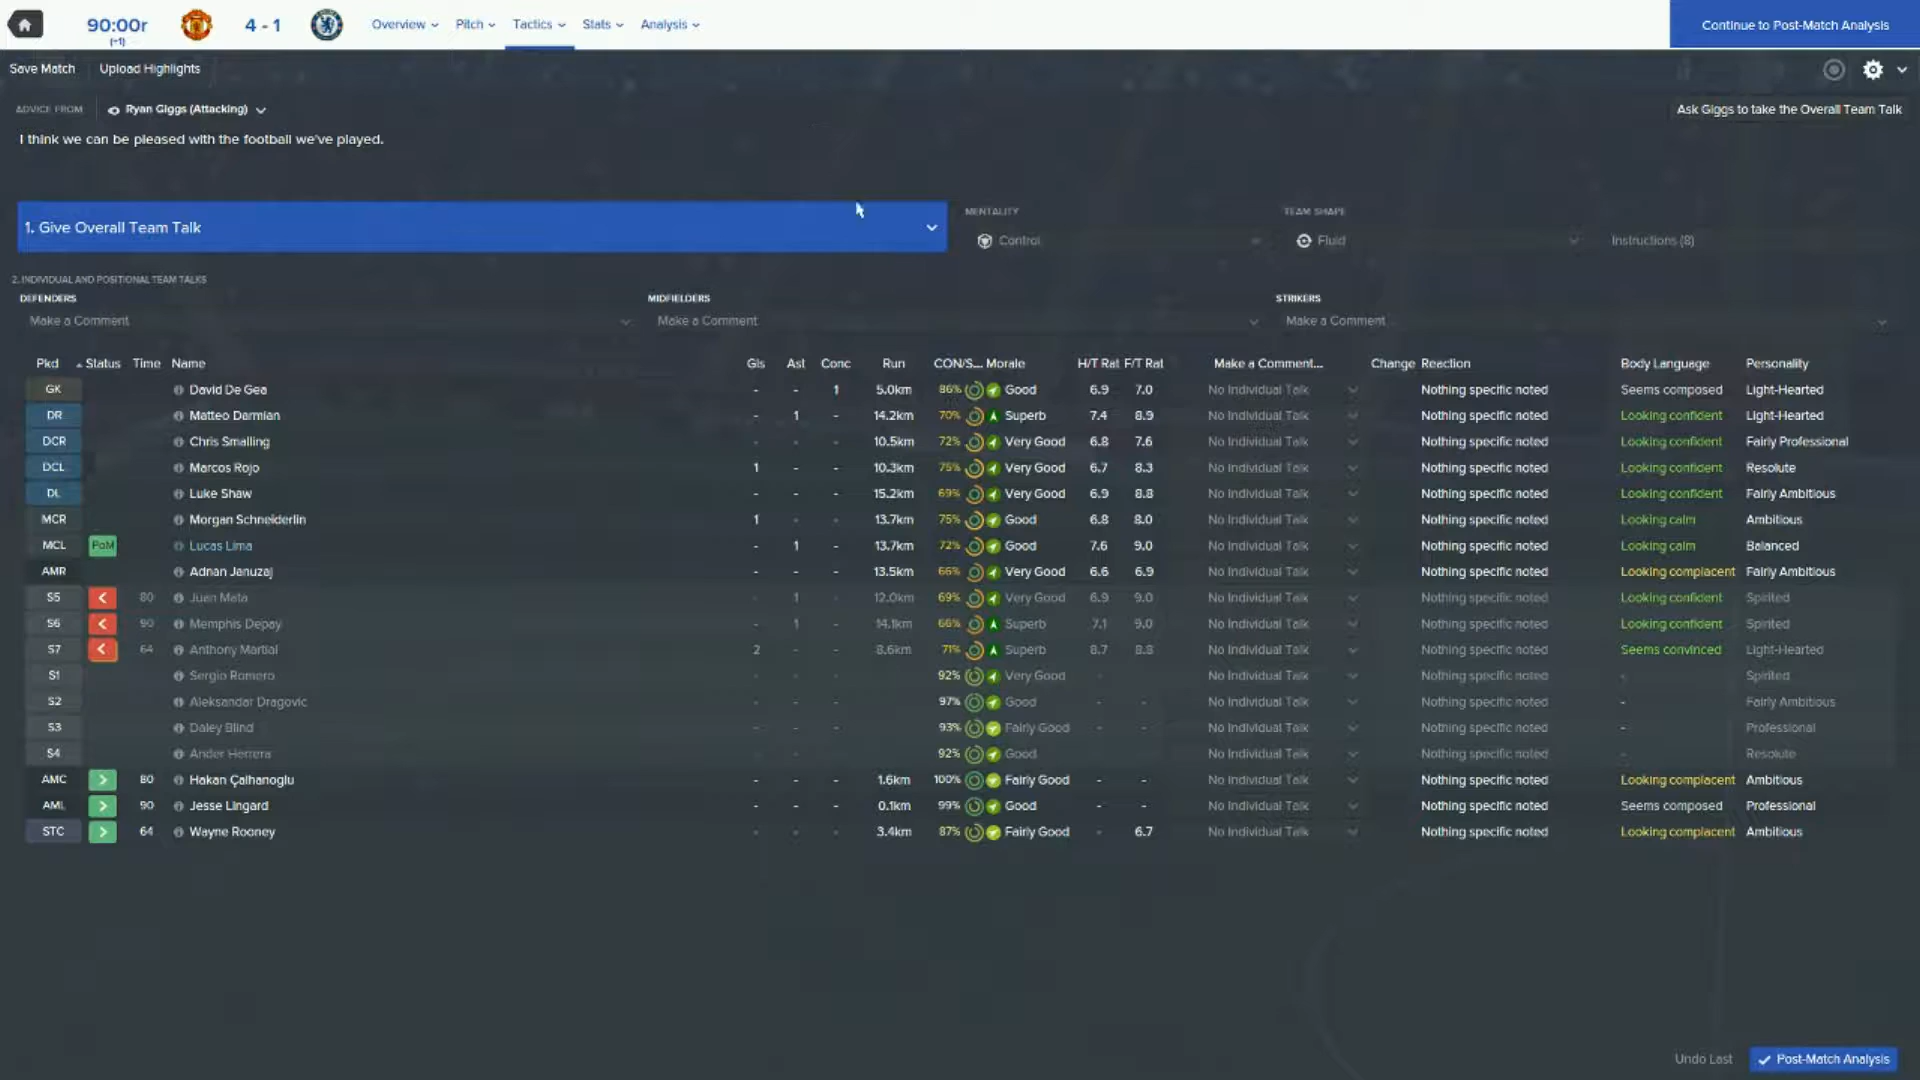 90:00r (+1) 4 - 1 Overview Pitch Tactics Stats Analysis Continue to Post-Match Analysis
Save Match Upload Highlights
ADVICE FROM Ryan Giggs (Attacking) Ask Giggs to take the Overall Team Talk
I think we can be pleased with the football we've played.
1. Give Overall Team Talk
MENTALITY TEAM SHAPE
Control Fluid Instructions (8)
2. INDIVIDUAL AND POSITIONAL TEAM TALKS
DEFENDERS MIDFIELDERS STRIKERS
Make a Comment Make a Comment Make a Comment
Pkd Status Time Name Gls Ast Conc Run CON/S... Morale H/T Rat F/T Rat Make a Comment... Change Reaction Body Language Personality
GK David De Gea - - 1 5.0km 86% Good 6.9 7.0 No Individual Talk Nothing specific noted Seems composed Light-Hearted
DR Matteo Darmian - 1 - 14.2km 70% Superb 7.4 8.9 No Individual Talk Nothing specific noted Looking confident Light-Hearted
DCR Chris Smalling - - - 10.5km 72% Very Good 6.8 7.6 No Individual Talk Nothing specific noted Looking confident Fairly Professional
DCL Marcos Rojo 1 - - 10.3km 75% Very Good 6.7 8.3 No Individual Talk Nothing specific noted Looking confident Resolute
DL Luke Shaw - - - 15.2km 69% Very Good 6.9 8.8 No Individual Talk Nothing specific noted Looking confident Fairly Ambitious
MCR Morgan Schneiderlin 1 - - 13.7km 75% Good 6.8 8.0 No Individual Talk Nothing specific noted Looking calm Ambitious
MCL PoM Lucas Lima - 1 - 13.7km 72% Good 7.6 9.0 No Individual Talk Nothing specific noted Looking calm Balanced
AMR Adnan Januzaj - - - 13.5km 66% Very Good 6.6 6.9 No Individual Talk Nothing specific noted Looking complacent Fairly Ambitious
S5 80 Juan Mata - 1 - 12.0km 69% Very Good 6.9 9.0 No Individual Talk Nothing specific noted Looking confident Spirited
S6 90 Memphis Depay - 1 - 14.1km 66% Superb 7.1 9.0 No Individual Talk Nothing specific noted Looking confident Spirited
S7 64 Anthony Martial 2 - - 8.6km 71% Superb 8.7 8.8 No Individual Talk Nothing specific noted Seems convinced Light-Hearted
S1 Sergio Romero - - - 92% Very Good - - No Individual Talk Nothing specific noted - Spirited
S2 Aleksandar Dragovic - - - 97% Good - - No Individual Talk Nothing specific noted - Fairly Ambitious
S3 Daley Blind - - - 93% Fairly Good - - No Individual Talk Nothing specific noted - Professional
S4 Ander Herrera - - - 92% Good - - No Individual Talk Nothing specific noted - Resolute
AMC 80 Hakan Çalhanoglu - - - 1.6km 100% Fairly Good - - No Individual Talk Nothing specific noted Looking complacent Ambitious
AML 90 Jesse Lingard - - - 0.1km 99% Good - - No Individual Talk Nothing specific noted Seems composed Professional
STC 64 Wayne Rooney - - - 3.4km 87% Fairly Good - 6.7 No Individual Talk Nothing specific noted Looking complacent Ambitious
Undo Last Post-Match Analysis